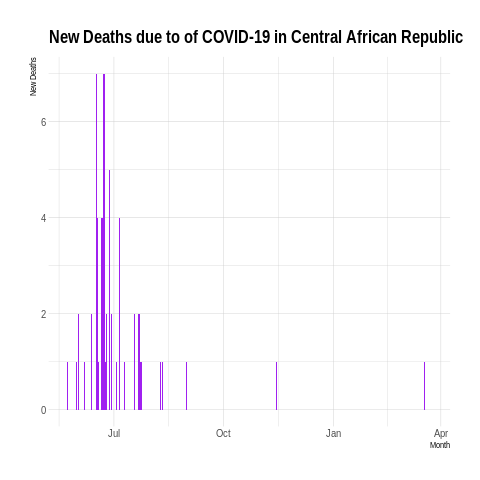 New Deaths due to of COVID-19 in Central African Republic
New Deaths
6
4
2
0
Jul Oct Jan Apr
Month